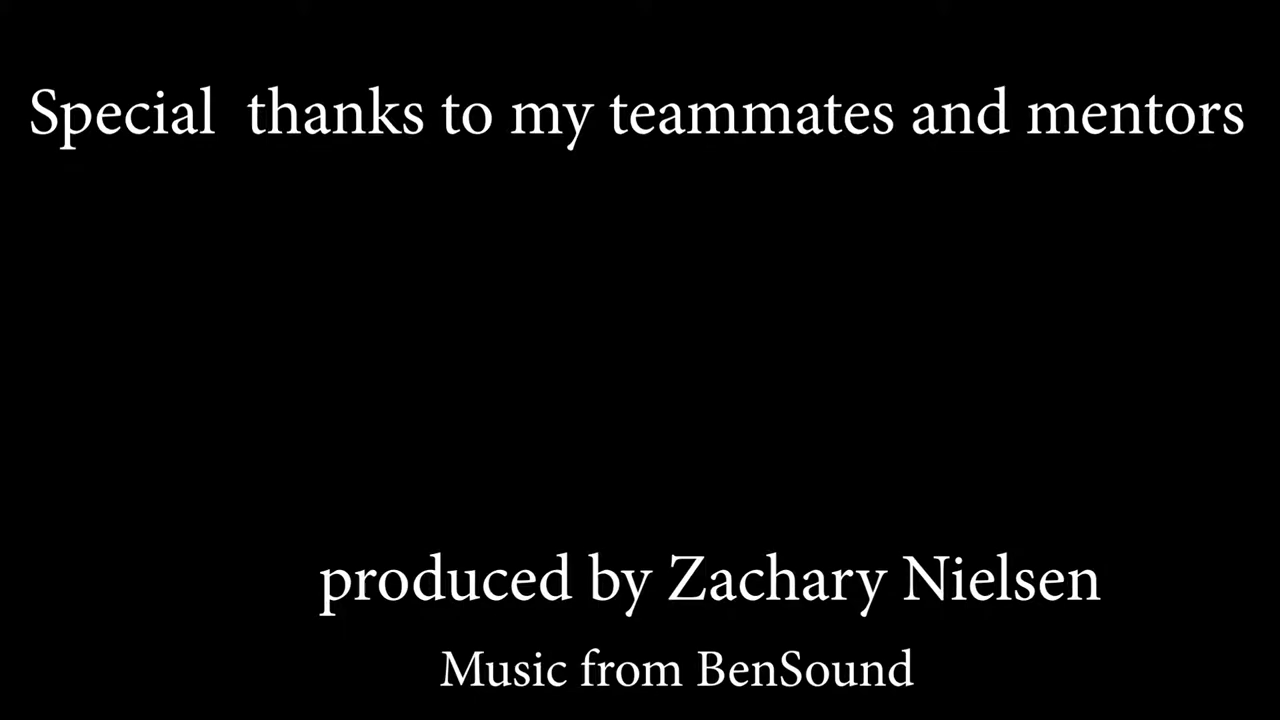 Special  thanks to my teammates and mentors
produced by Zachary Nielsen
Music from BenSound